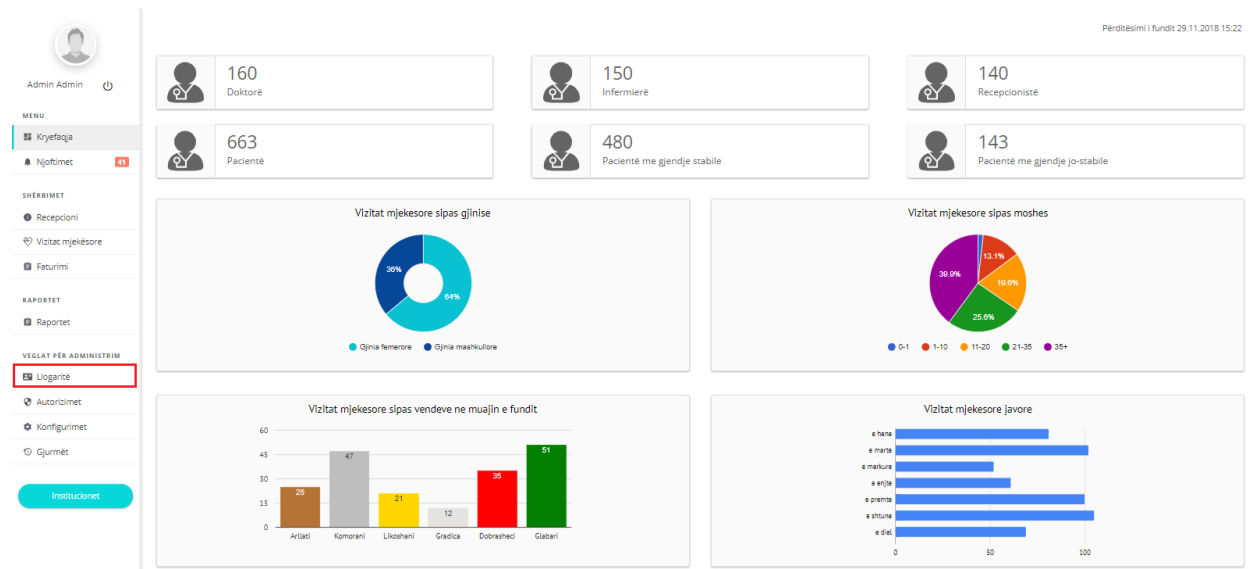 Përditësimi i fundit 29.11.2018 15:22
Admin Admin
MENU
Kryefaqja
Njoftimet 41
SHËRBIMET
Recepcioni
Vizitat mjekësore
Faturimi
RAPORTET
Raportet
VEGLAT PËR ADMINISTRIM
Llogaritë
Autorizimet
Konfigurimet
Gjurmët
Institucionet
160
Doktorë
150
Infermierë
140
Recepcionistë
663
Pacientë
480
Pacientë me gjendje stabile
143
Pacientë me gjendje jo-stabile
Vizitat mjekesore sipas gjinise
36%
64%
Gjinia femerore Gjinia mashkullore
Vizitat mjekesore sipas moshes
13.1%
39.9%
19.6%
25.6%
0-1 1-10 11-20 21-35 35+
Vizitat mjekesore sipas vendeve ne muajin e fundit
60
45
30
15
0
25
47
21
12
35
51
Arllati Komorani Likoshani Gradica Dobrasheci Glabari
Vizitat mjekesore javore
e hene
e marte
e merkure
e enjte
e premte
e shtune
e diel
0 50 100